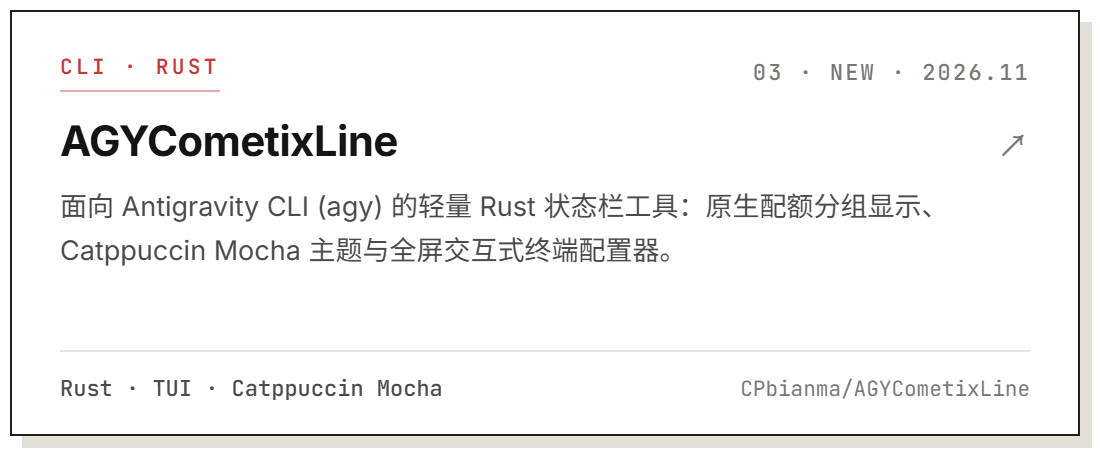 CLI · RUST
03 · NEW · 2026.11
AGYCometixLine
↗
面向 Antigravity CLI (agy) 的轻量 Rust 状态栏工具：原生配额分组显示、
Catppuccin Mocha 主题与全屏交互式终端配置器。
Rust · TUI · Catppuccin Mocha
CPbianma/AGYCometixLine